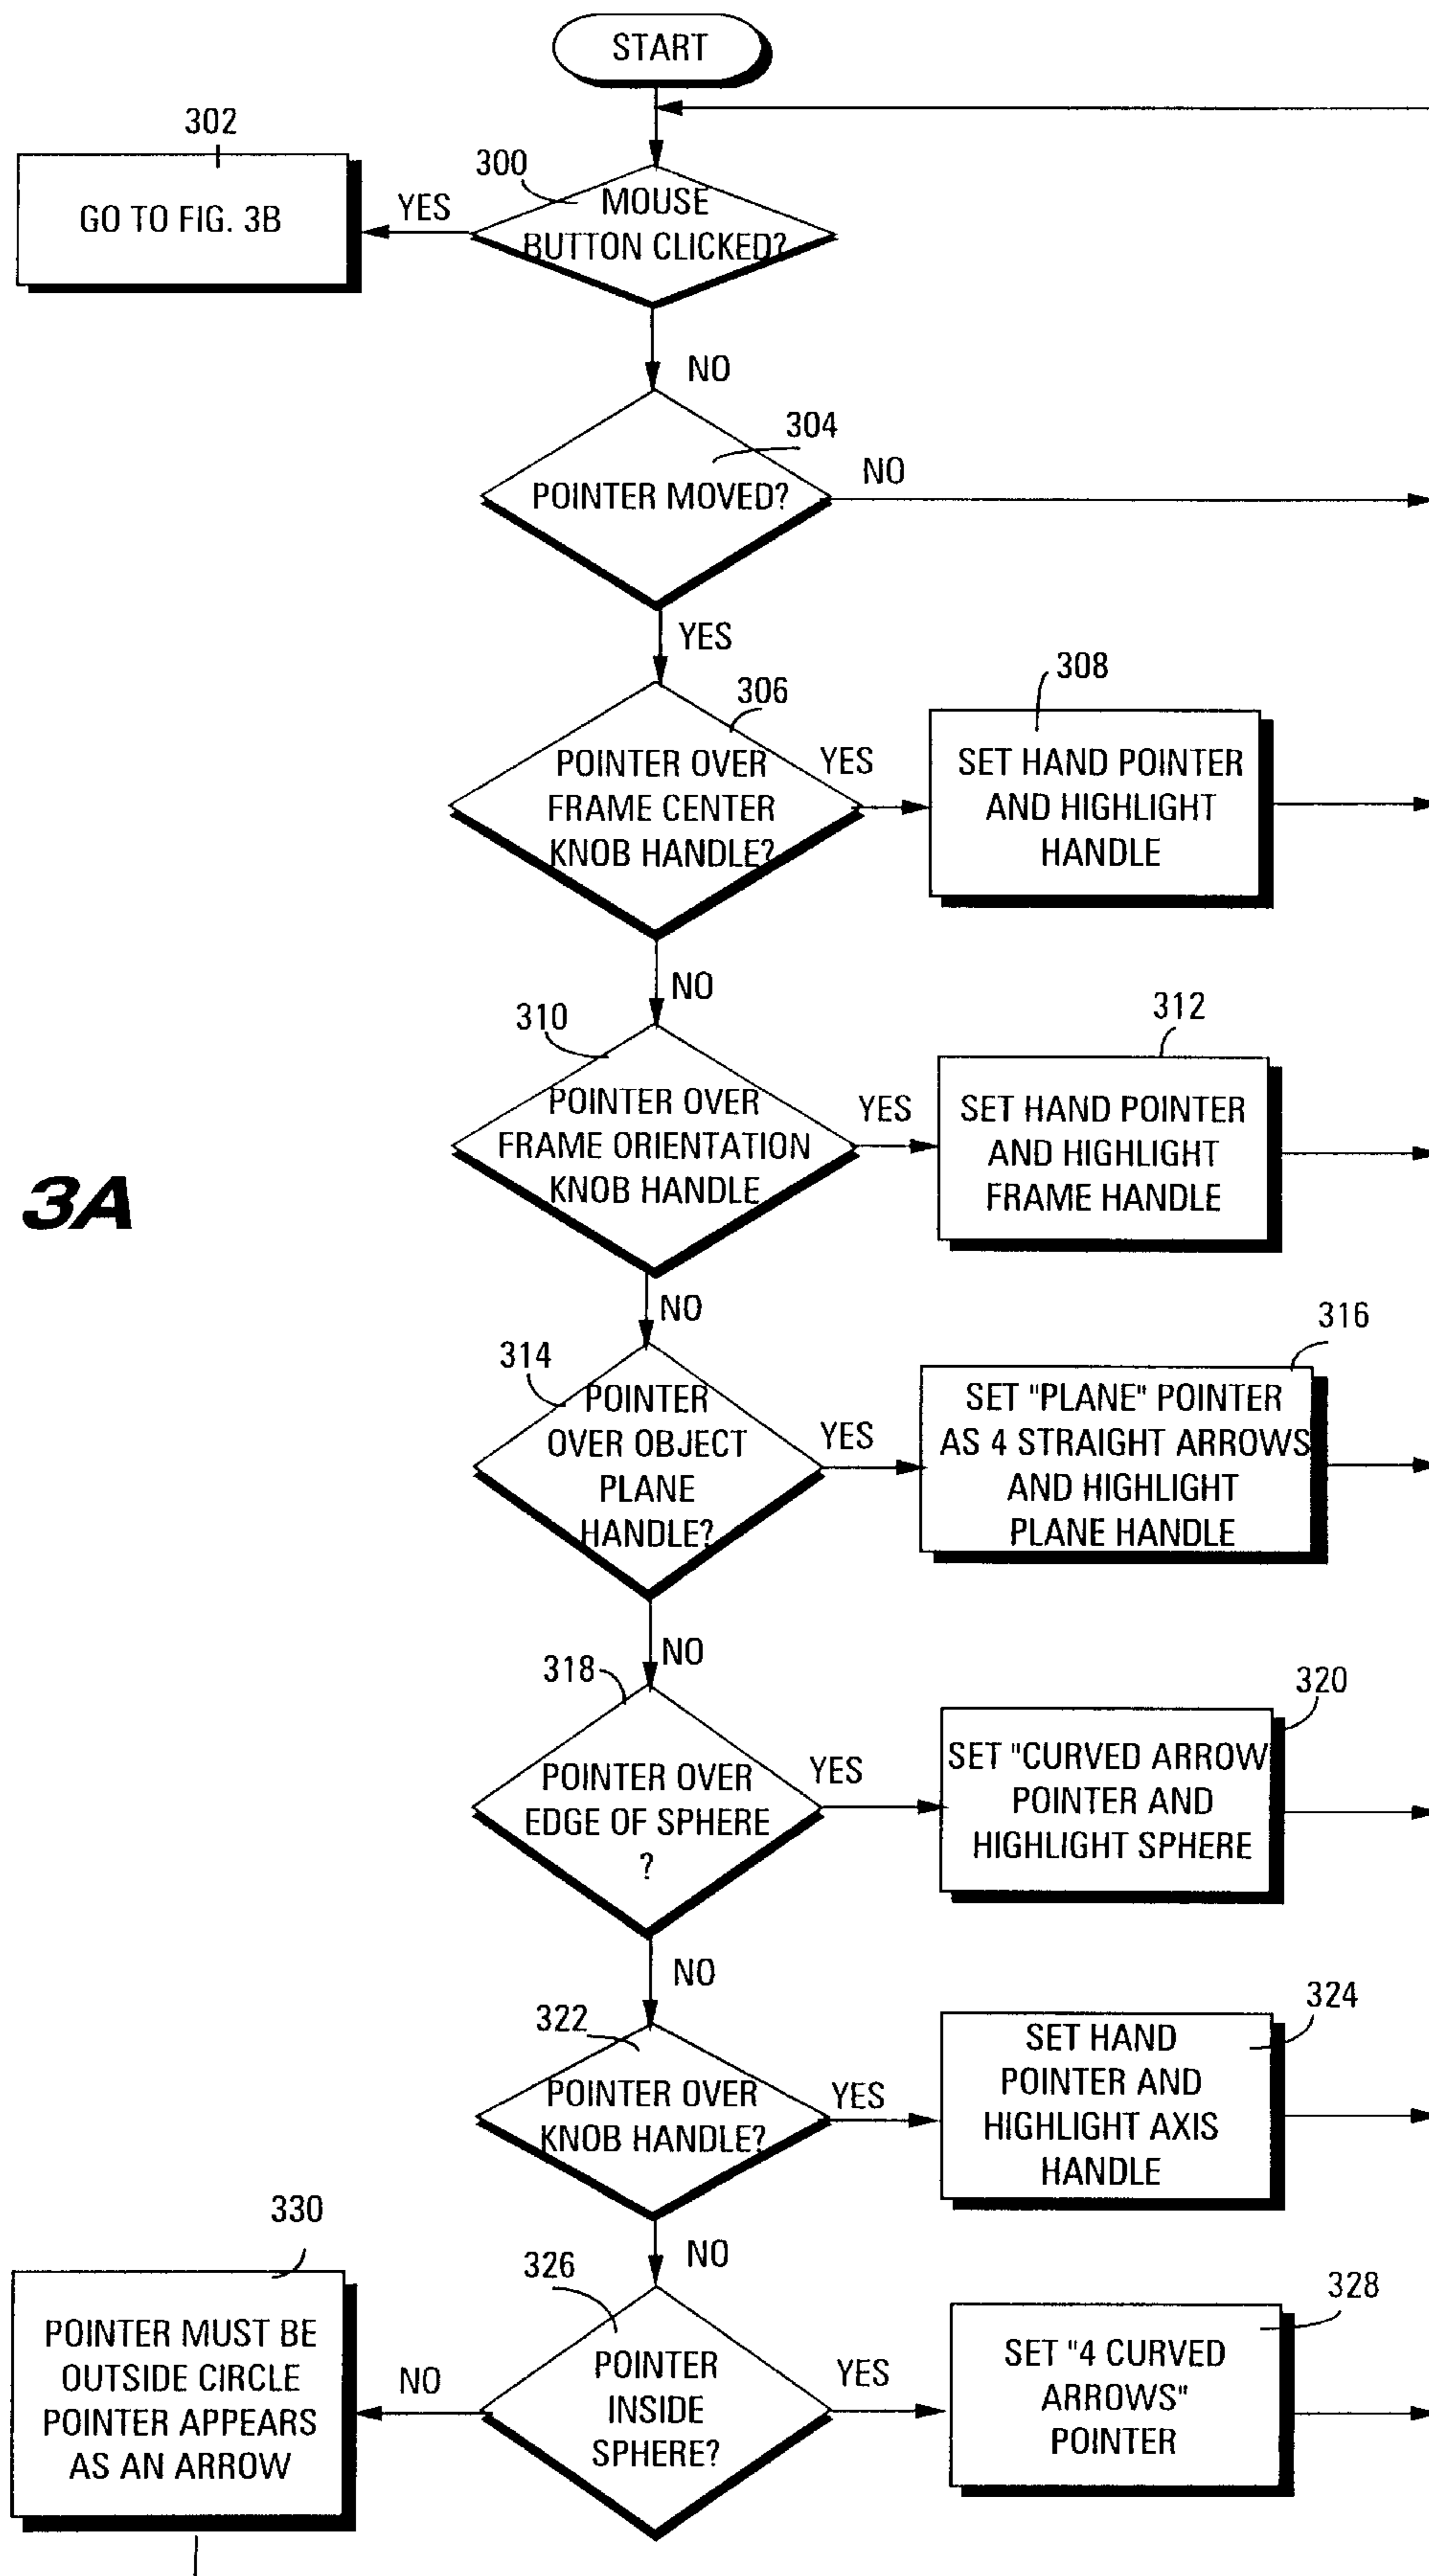 START
302
GO TO FIG. 3B
YES
300
MOUSE
BUTTON CLICKED?
NO
304
POINTER MOVED?
NO
YES
306
POINTER OVER
FRAME CENTER
KNOB HANDLE?
YES
308
SET HAND POINTER
AND HIGHLIGHT
HANDLE
NO
310
POINTER OVER
FRAME ORIENTATION
KNOB HANDLE
YES
312
SET HAND POINTER
AND HIGHLIGHT
FRAME HANDLE
3A
NO
314
POINTER
OVER OBJECT
PLANE
HANDLE?
YES
316
SET "PLANE" POINTER
AS 4 STRAIGHT ARROWS
AND HIGHLIGHT
PLANE HANDLE
NO
318
POINTER OVER
EDGE OF SPHERE
?
YES
320
SET "CURVED ARROW
POINTER AND
HIGHLIGHT SPHERE
NO
322
POINTER OVER
KNOB HANDLE?
YES
324
SET HAND
POINTER AND
HIGHLIGHT AXIS
HANDLE
NO
326
POINTER
INSIDE
SPHERE?
YES
328
SET "4 CURVED
ARROWS"
POINTER
NO
330
POINTER MUST BE
OUTSIDE CIRCLE
POINTER APPEARS
AS AN ARROW